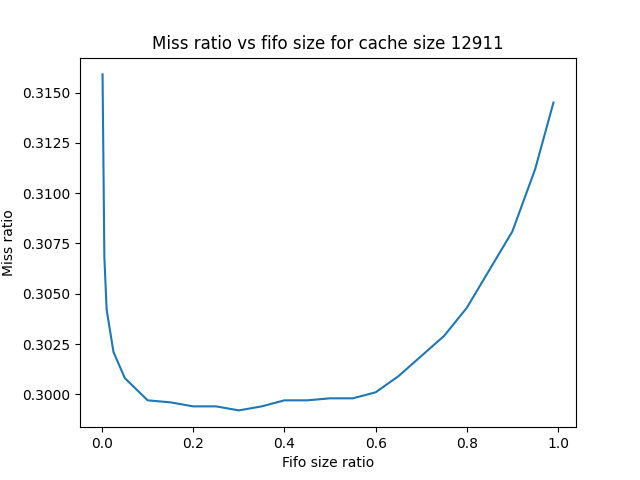 Miss ratio vs fifo size for cache size 12911
0.3150
0.3125
0.3100
0.3075
0.3050
0.3025
0.3000
Miss ratio
0.0 0.2 0.4 0.6 0.8 1.0
Fifo size ratio